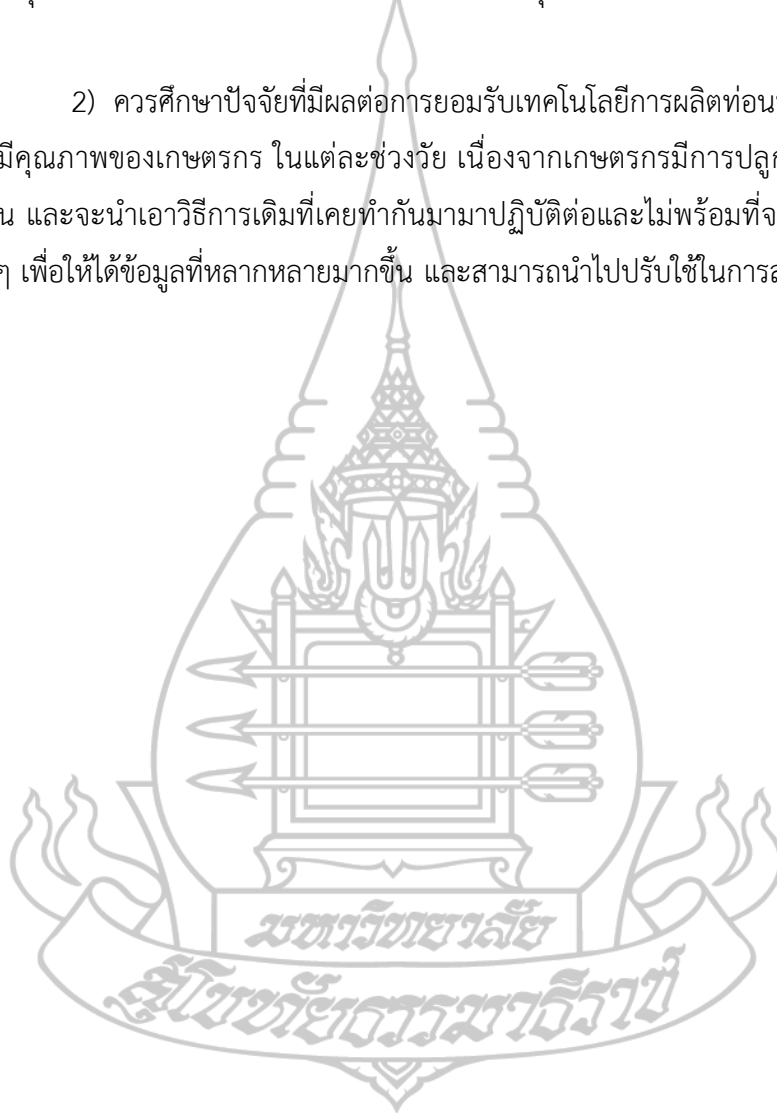 2) ควรศึกษาปัจจัยที่มีผลต่อการยอมรับเทคโนโลยีการผลิตท่อน
มีคุณภาพของเกษตรกร ในแต่ละช่วงวัย เนื่องจากเกษตรกรมีการปลู
น และจะนำเอาวิธีการเดิมที่เคยทำกันมามาปฏิบัติต่อและไม่พร้อมที่จ
ๆ เพื่อให้ได้ข้อมูลที่หลากหลายมากขึ้น และสามารถนำไปปรับใช้ในการส
มหาวิทยาลัย
สุโขทัยธรรมาธิราช